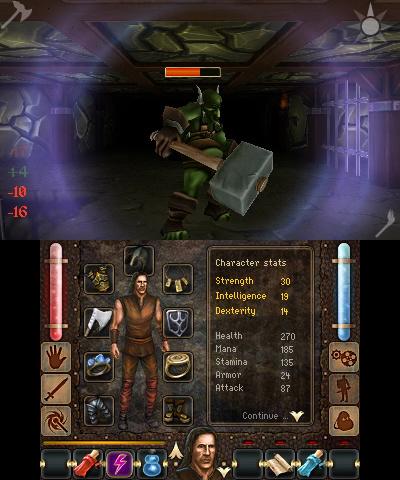 +4
-10
-16
Character stats
Strength 30
Intelligence 19
Dexterity 14
Health 270
Mana 185
Stamina 135
Armor 24
Attack 87
Continue ...